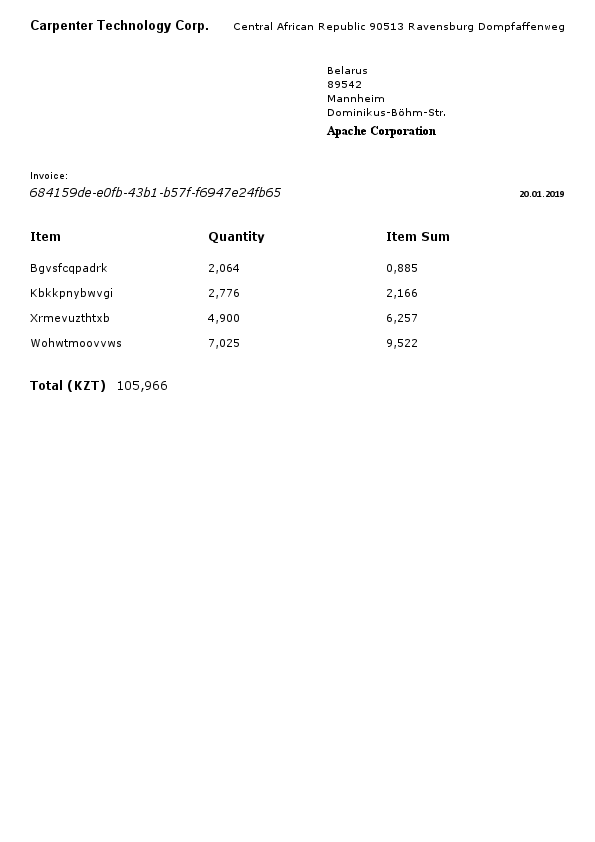 Carpenter Technology Corp. Central African Republic 90513 Ravensburg Dompfaffenweg
Belarus
89542
Mannheim
Dominikus-Böhm-Str.
Apache Corporation
Invoice:
684159de-e0fb-43b1-b57f-f6947e24fb65 20.01.2019
Item Quantity Item Sum
Bgvsfcqpadrk 2,064 0,885
Kbkkpnybwvgi 2,776 2,166
Xrmevuzthtxb 4,900 6,257
Wohwtmoovvws 7,025 9,522
Total (KZT) 105,966